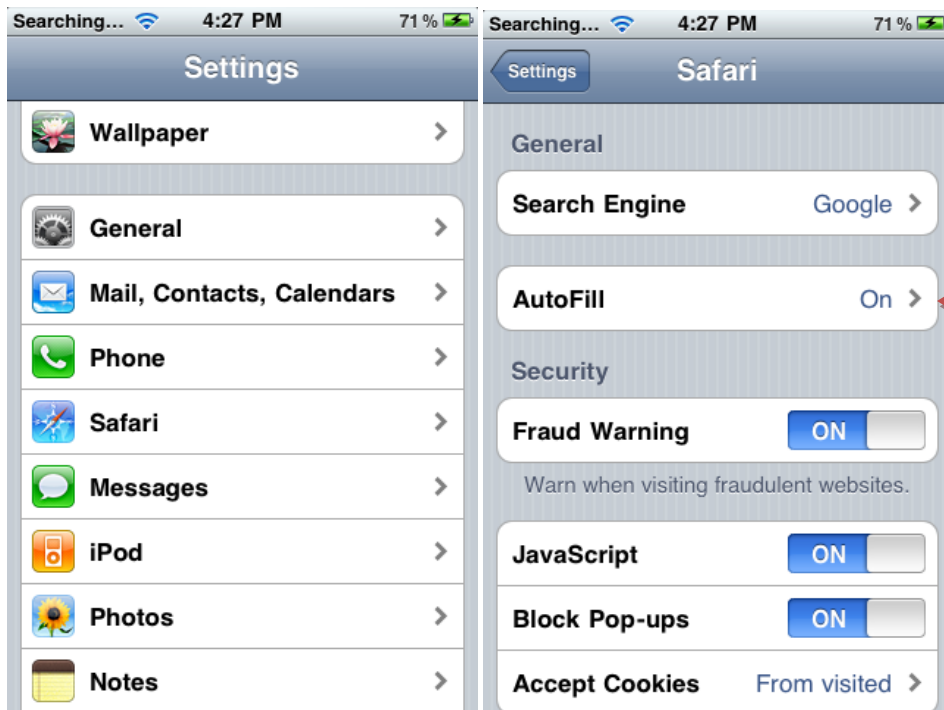 Searching... 4:27 PM 71 %
Settings
Wallpaper
General
Mail, Contacts, Calendars
Phone
Safari
Messages
iPod
Photos
Notes
Searching... 4:27 PM 71 %
Settings Safari
General
Search Engine Google
AutoFill On
Security
Fraud Warning ON
Warn when visiting fraudulent websites.
JavaScript ON
Block Pop-ups ON
Accept Cookies From visited